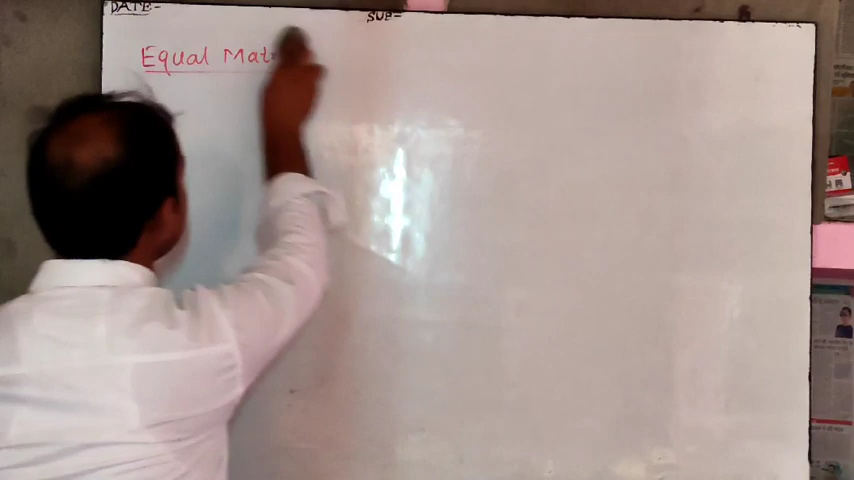 DATE-
SUB=
Equal Mat